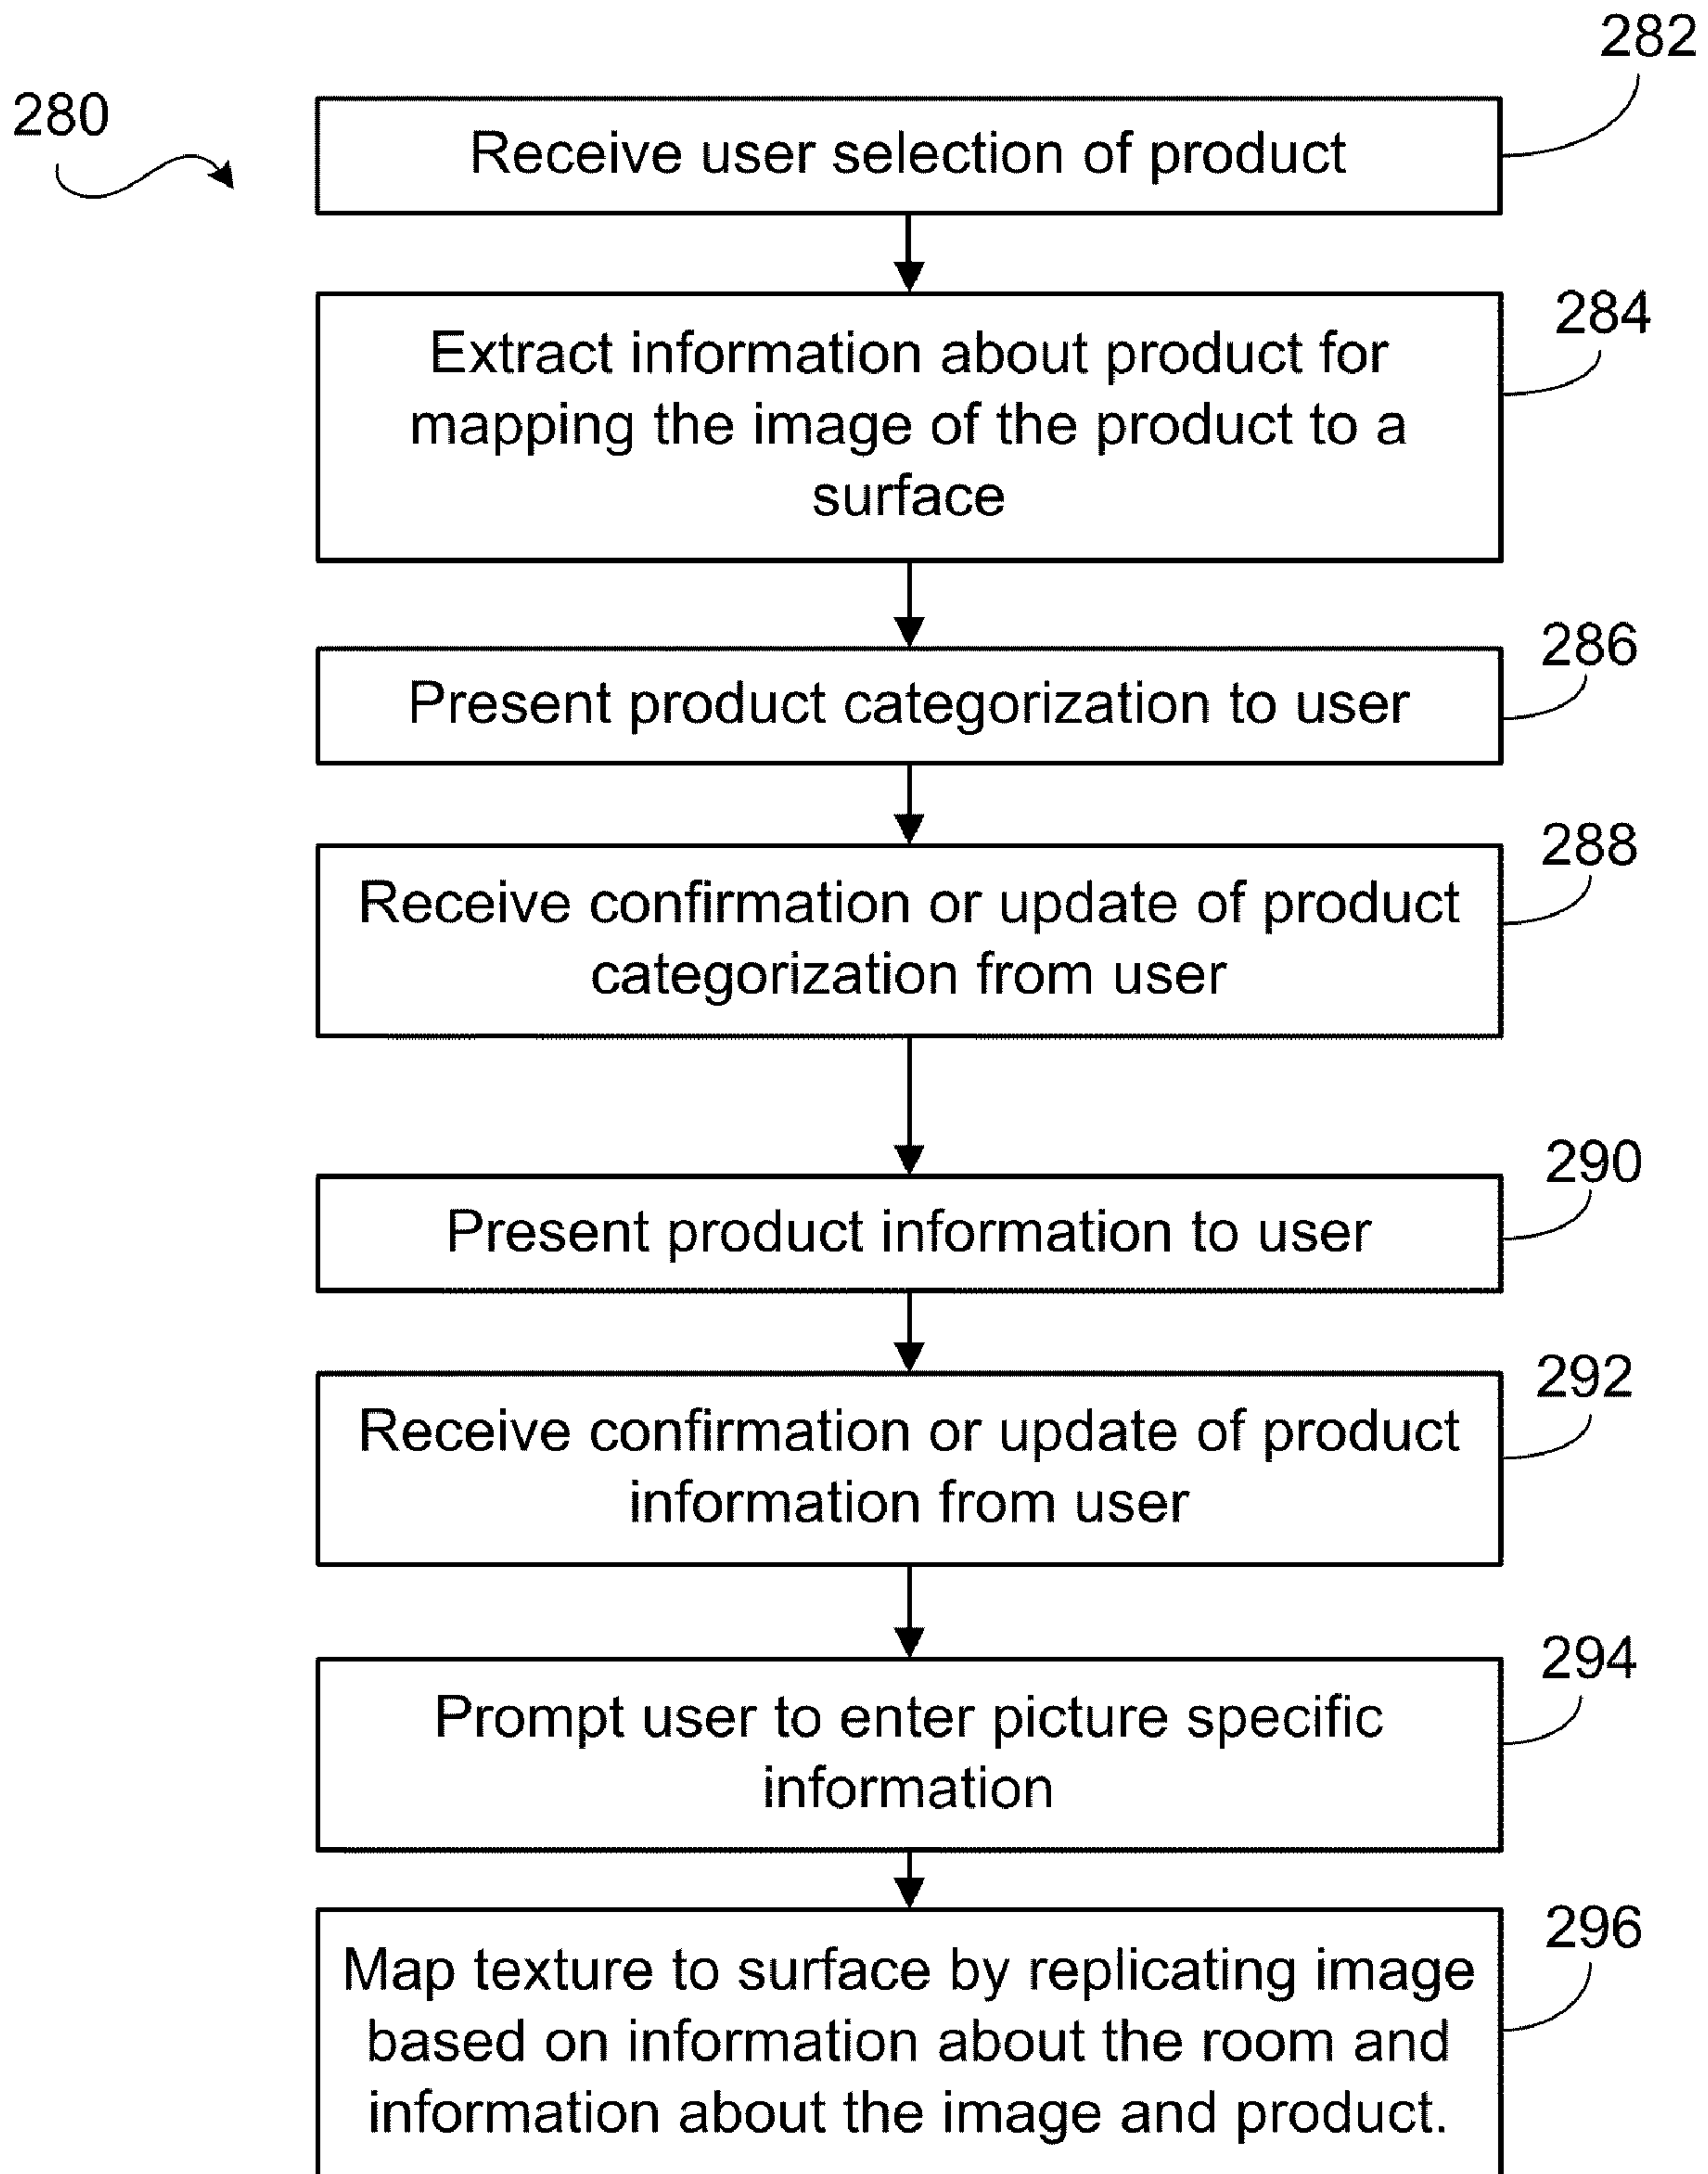 282
280
Receive user selection of product
284
Extract information about product for
mapping the image of the product to a
surface
286
Present product categorization to user
288
Receive confirmation or update of product
categorization from user
290
Present product information to user
292
Receive confirmation or update of product
information from user
294
Prompt user to enter picture specific
information
296
Map texture to surface by replicating image
based on information about the room and
information about the image and product.